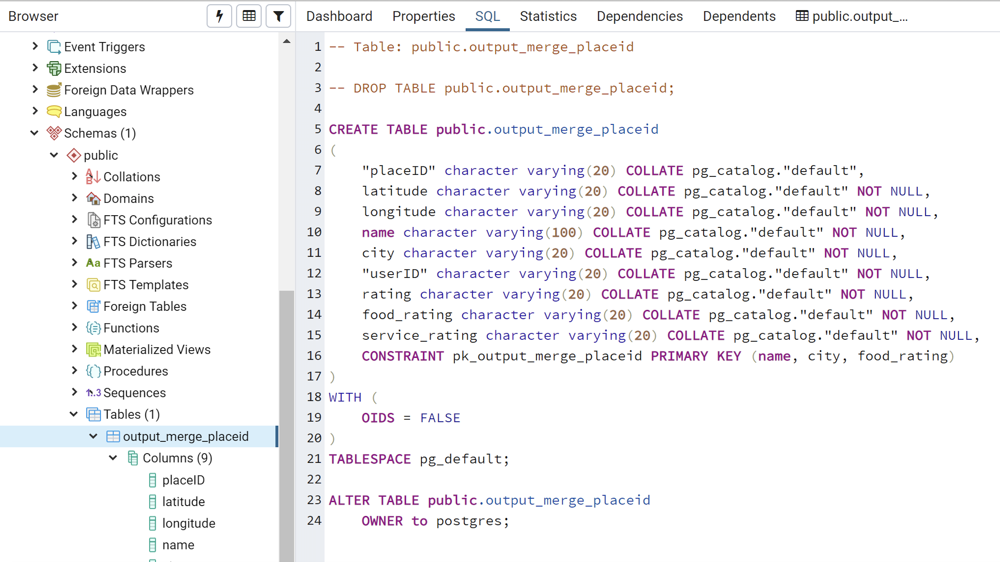 Browser
Event Triggers
Extensions
Foreign Data Wrappers
Languages
Schemas (1)
public
Collations
Domains
FTS Configurations
FTS Dictionaries
Aa FTS Parsers
FTS Templates
Foreign Tables
Functions
Materialized Views
Procedures
1..3 Sequences
Tables (1)
output_merge_placeid
Columns (9)
placeID
latitude
longitude
name
Dashboard Properties SQL Statistics Dependencies Dependents public.output_...
1 -- Table: public.output_merge_placeid
2
3 -- DROP TABLE public.output_merge_placeid;
4
5 CREATE TABLE public.output_merge_placeid
6 (
7 "placeID" character varying(20) COLLATE pg_catalog."default",
8 latitude character varying(20) COLLATE pg_catalog."default" NOT NULL,
9 longitude character varying(20) COLLATE pg_catalog."default" NOT NULL,
10 name character varying(100) COLLATE pg_catalog."default" NOT NULL,
11 city character varying(20) COLLATE pg_catalog."default" NOT NULL,
12 "userID" character varying(20) COLLATE pg_catalog."default" NOT NULL,
13 rating character varying(20) COLLATE pg_catalog."default" NOT NULL,
14 food_rating character varying(20) COLLATE pg_catalog."default" NOT NULL,
15 service_rating character varying(20) COLLATE pg_catalog."default" NOT NULL,
16 CONSTRAINT pk_output_merge_placeid PRIMARY KEY (name, city, food_rating)
17 )
18 WITH (
19 OIDS = FALSE
20 )
21 TABLESPACE pg_default;
22
23 ALTER TABLE public.output_merge_placeid
24 OWNER to postgres;